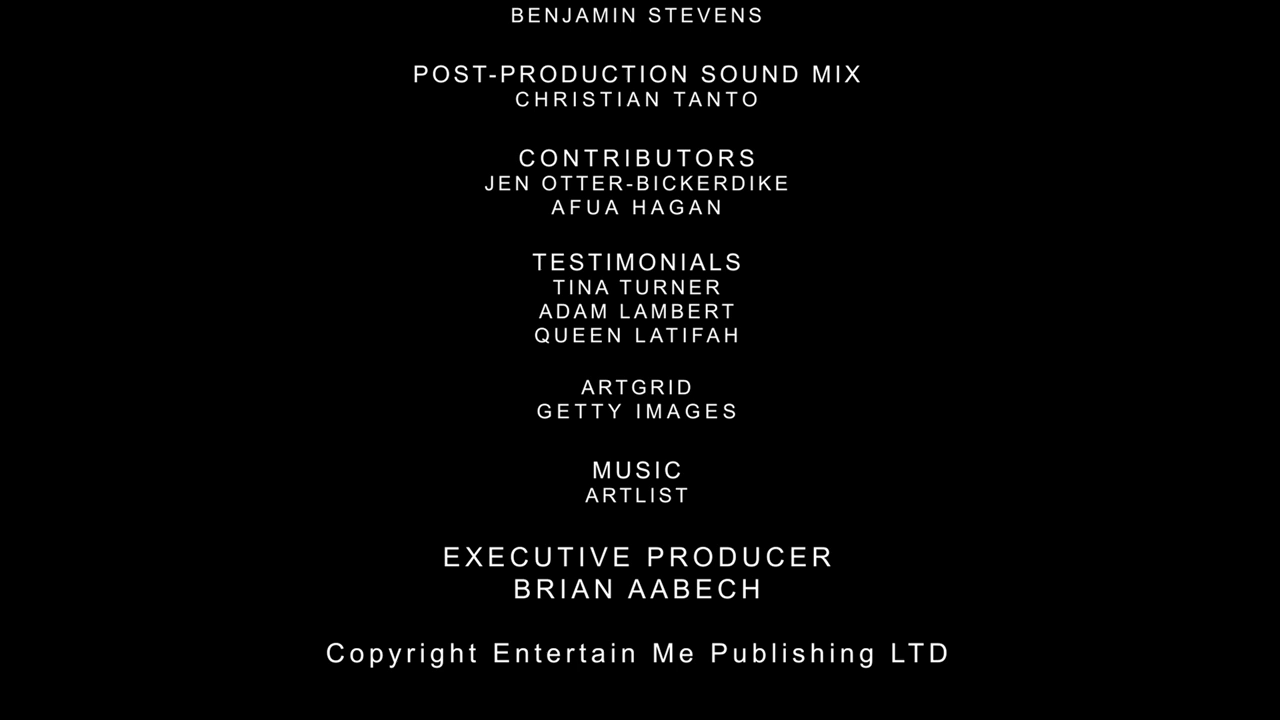 BENJAMIN STEVENS
POST-PRODUCTION SOUND MIX
CHRISTIAN TANTO
CONTRIBUTORS
JEN OTTER-BICKERDIKE
AFUA HAGAN
TESTIMONIALS
TINA TURNER
ADAM LAMBERT
QUEEN LATIFAH
ARTGRID
GETTY IMAGES
MUSIC
ARTLIST
EXECUTIVE PRODUCER
BRIAN AABECH
Copyright Entertain Me Publishing LTD